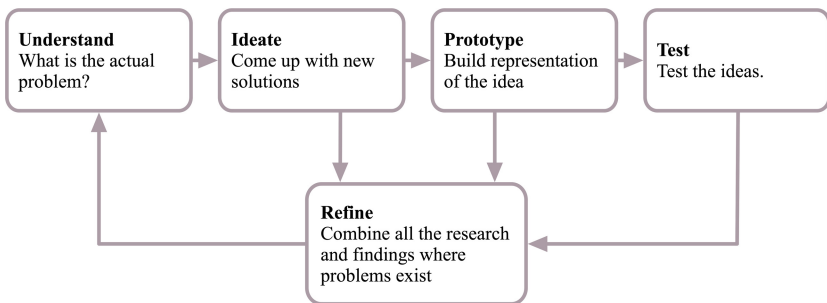 Understand
What is the actual
problem?
Ideate
Come up with new
solutions
Prototype
Build representation
of the idea
Test
Test the ideas.
Refine
Combine all the research
and findings where
problems exist